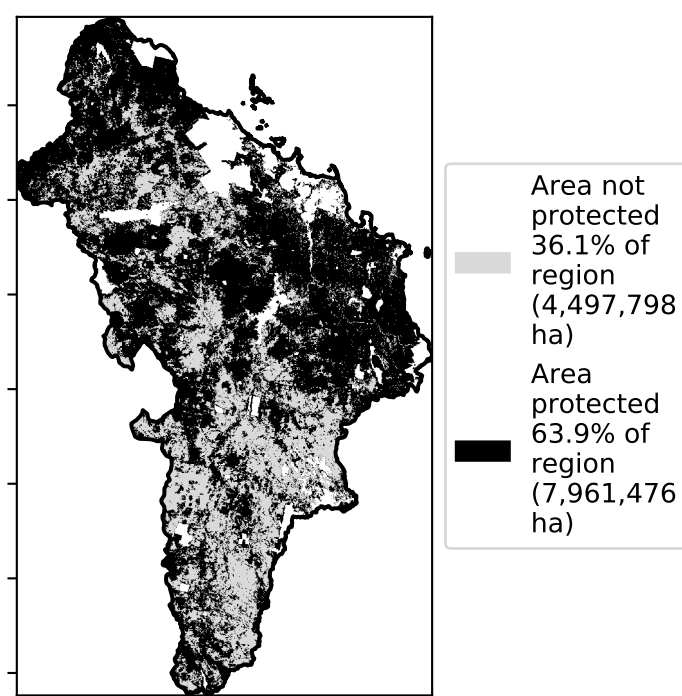 Area not
protected
36.1% of
region
(4,497,798
ha)
Area
protected
63.9% of
region
(7,961,476
ha)